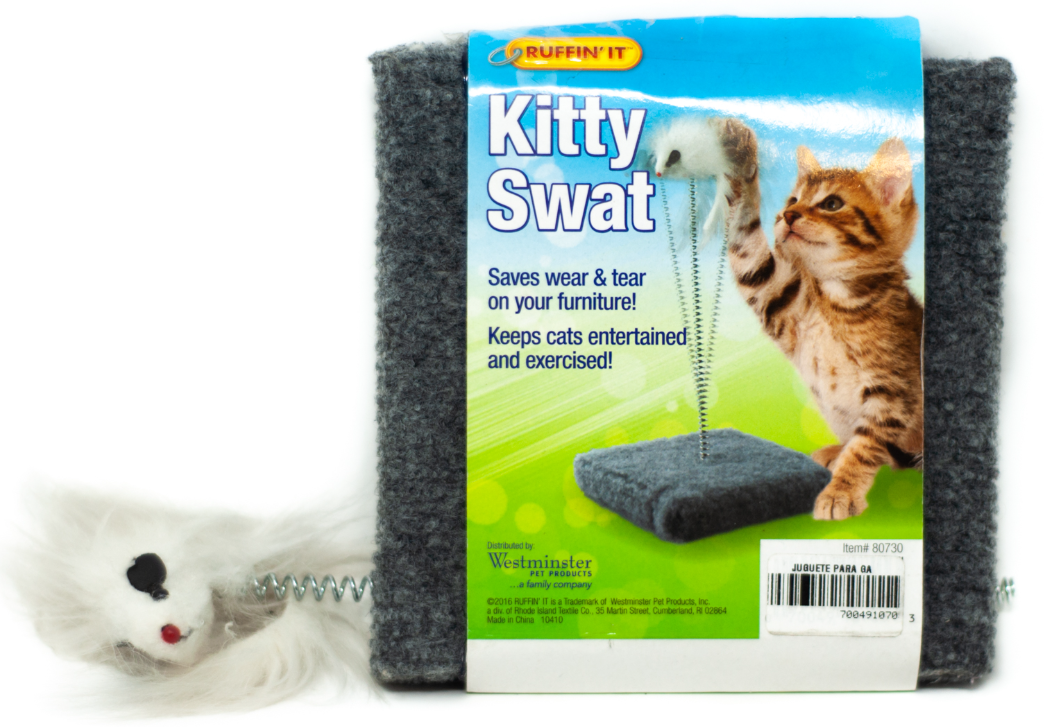 RUFFIN' IT
Kitty
Swat
Saves wear & tear
on your furniture!
Keeps cats entertained
and exercised!
Distributed by:
Westminster
PET PRODUCTS
...a family company
©2016 RUFFIN' IT is a Trademark of Westminster Pet Products, Inc.
a div. of Rhode Island Textile Co., 35 Martin Street, Cumberland, RI 02864
Made in China 10410
Item# 80730
JUGUETE PARA GA
700491070
3